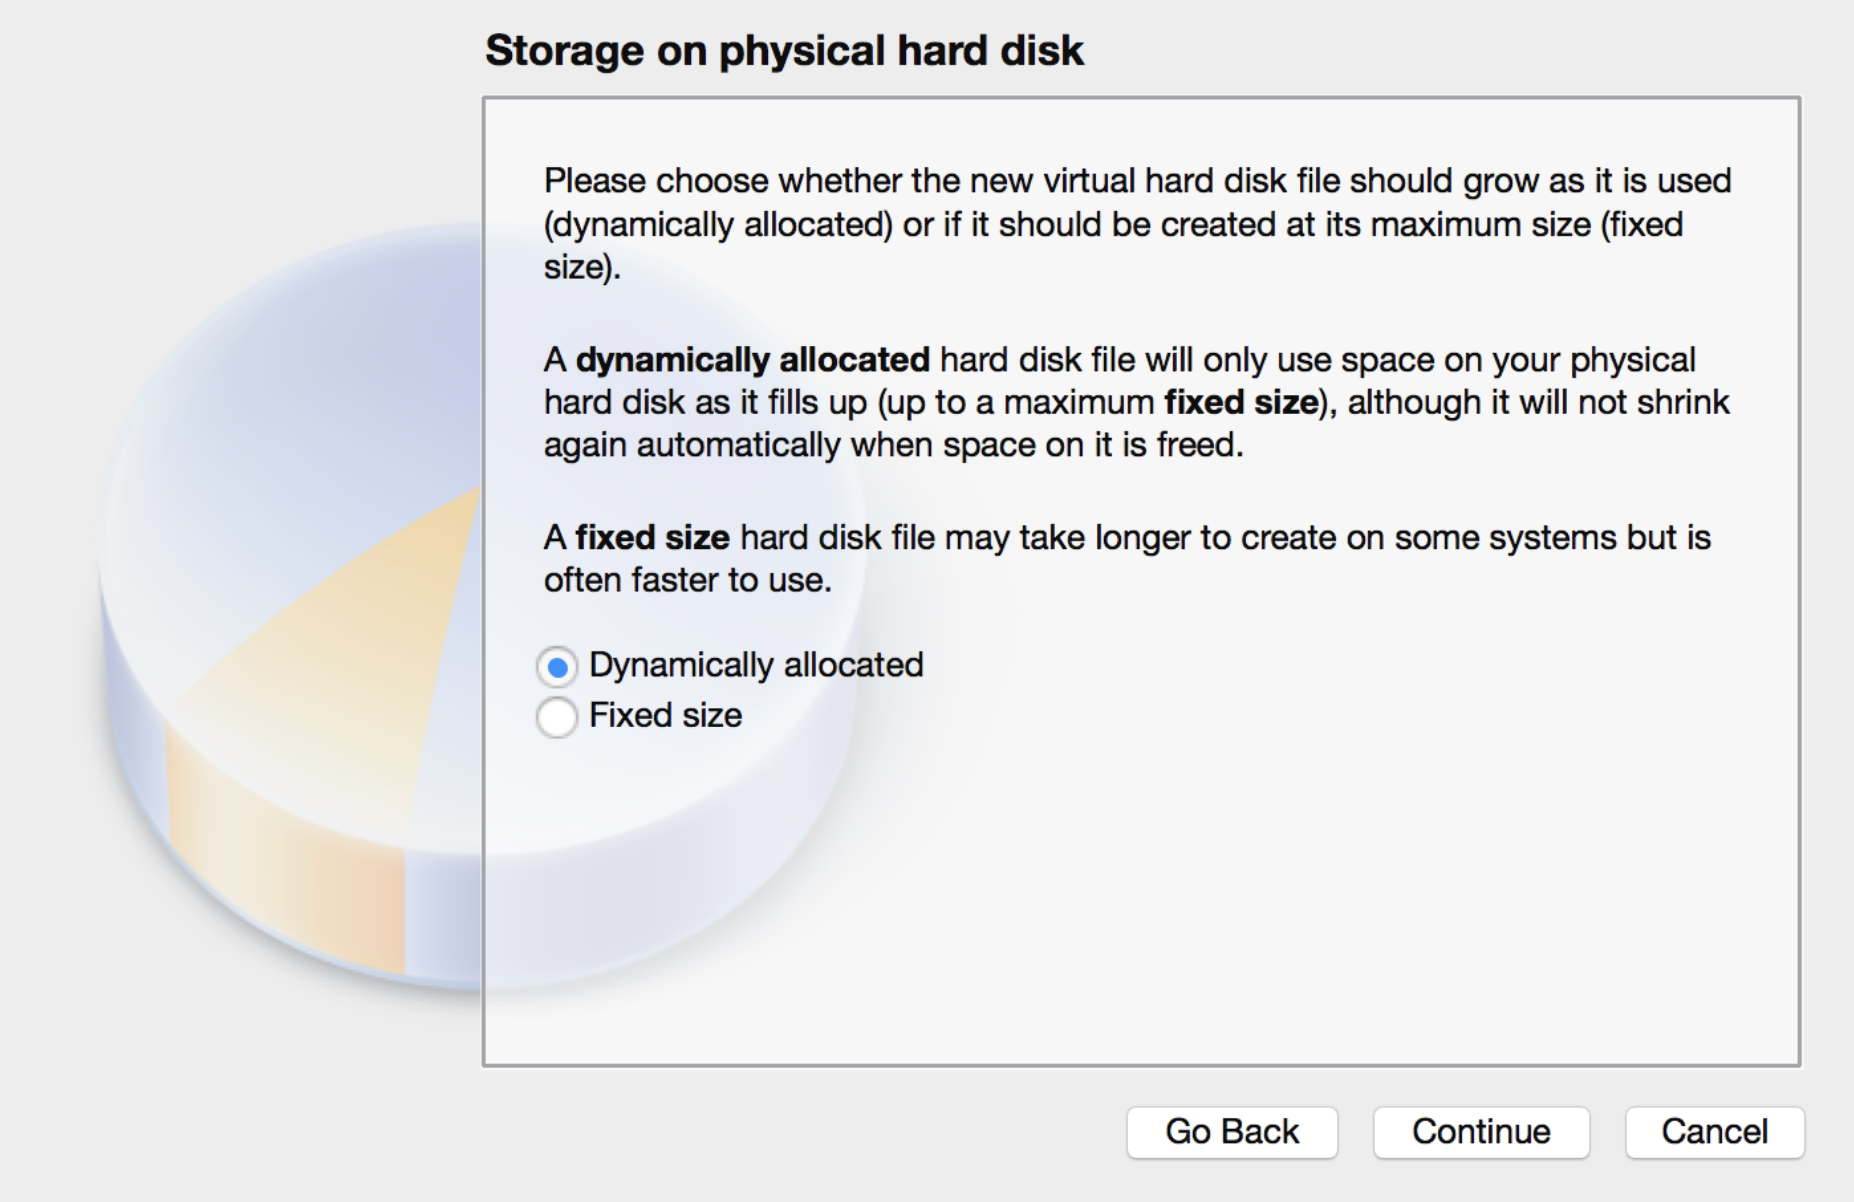 Storage on physical hard disk
Please choose whether the new virtual hard disk file should grow as it is used
(dynamically allocated) or if it should be created at its maximum size (fixed
size).
A dynamically allocated hard disk file will only use space on your physical
hard disk as it fills up (up to a maximum fixed size), although it will not shrink
again automatically when space on it is freed.
A fixed size hard disk file may take longer to create on some systems but is
often faster to use.
Dynamically allocated
Fixed size
Go Back
Continue
Cancel